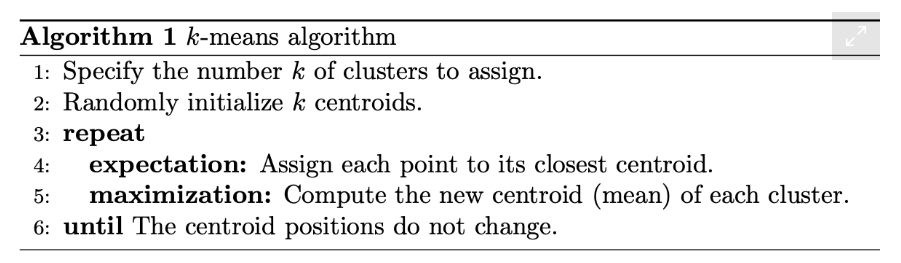 Algorithm 1 k-means algorithm
1: Specify the number k of clusters to assign.
2: Randomly initialize k centroids.
3: repeat
4: expectation: Assign each point to its closest centroid.
5: maximization: Compute the new centroid (mean) of each cluster.
6: until The centroid positions do not change.